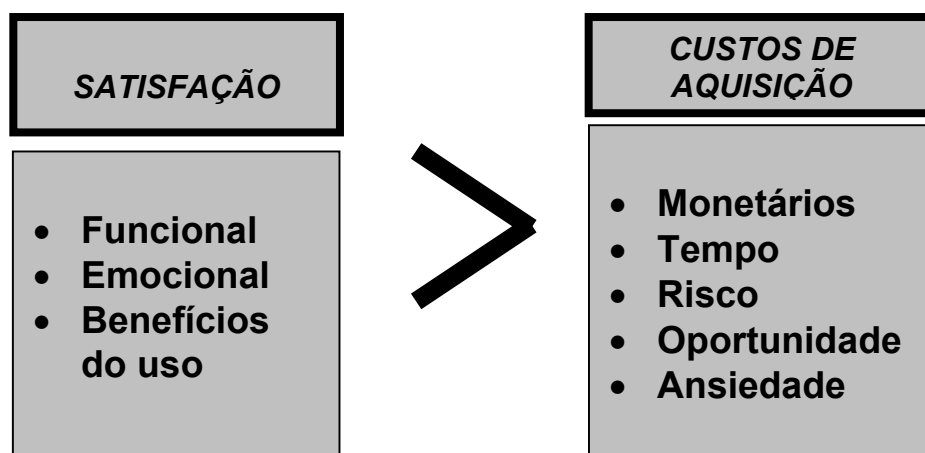 SATISFAÇÃO
• Funcional
• Emocional
• Benefícios
do uso
>
CUSTOS DE
AQUISIÇÃO
• Monetários
• Tempo
• Risco
• Oportunidade
• Ansiedade